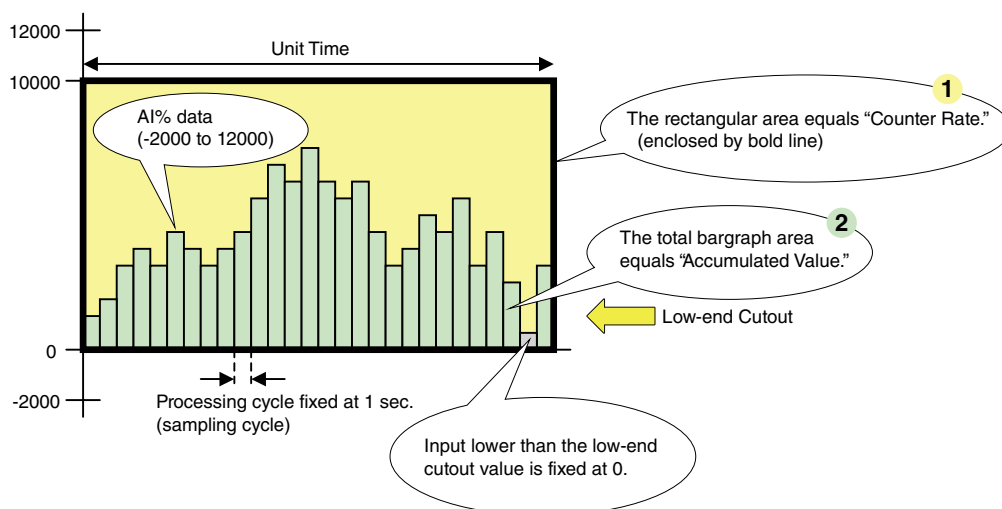 12000
Unit Time
10000
1
AI% data
(-2000 to 12000)
The rectangular area equals “Counter Rate.”
(enclosed by bold line)
2
The total bargraph area
equals “Accumulated Value.”
Low-end Cutout
0
-2000
Processing cycle fixed at 1 sec.
(sampling cycle)
Input lower than the low-end
cutout value is fixed at 0.